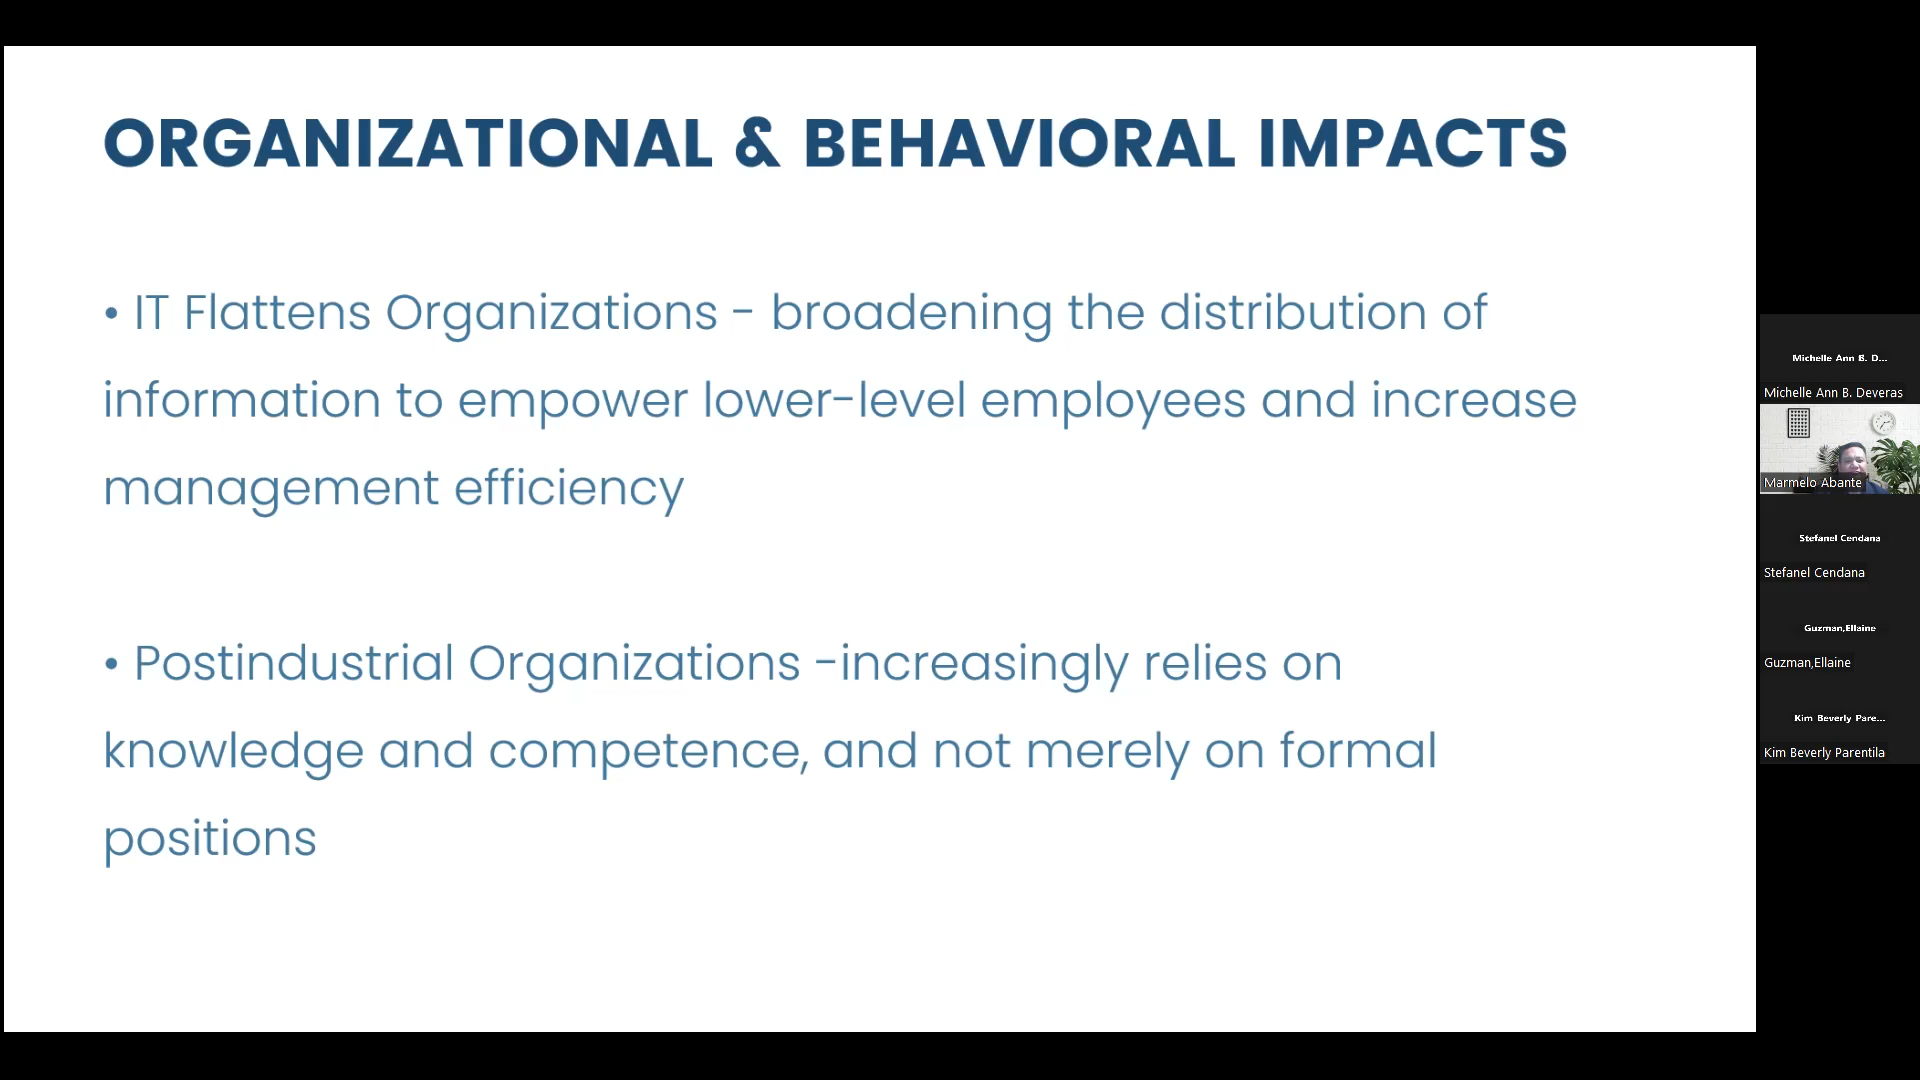 ORGANIZATIONAL & BEHAVIORAL IMPACTS
• IT Flattens Organizations - broadening the distribution of
information to empower lower-level employees and increase
management efficiency
• Postindustrial Organizations -increasingly relies on
knowledge and competence, and not merely on formal
positions
Michelle Ann B. D...
Michelle Ann B. Deveras
Marmelo Abante
Stefanel Cendana
Stefanel Cendana
Guzman,Ellaine
Guzman,Ellaine
Kim Beverly Pare...
Kim Beverly Parentila